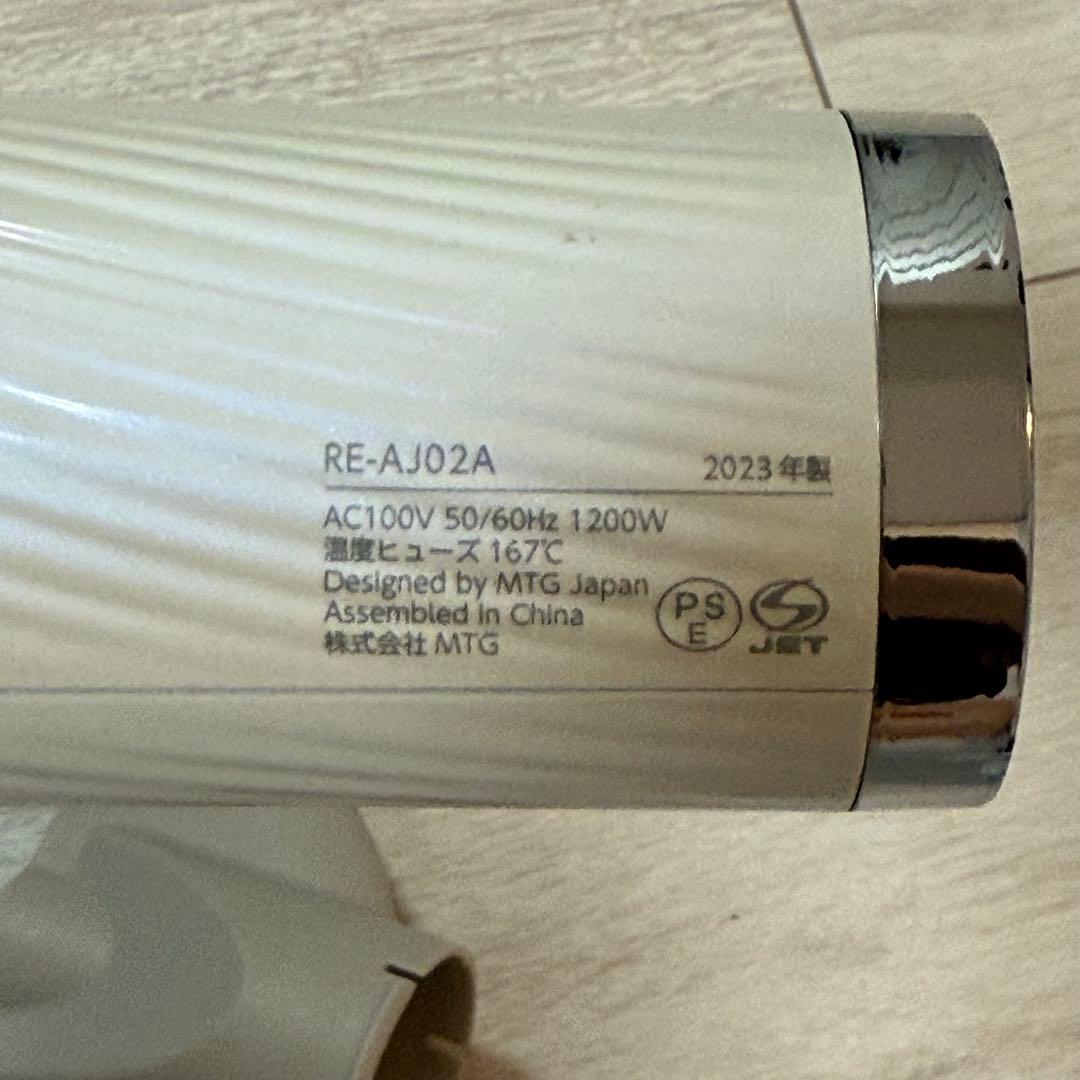 RE-AJ02A
2023年製
AC100V 50/60Hz 1200W
温度ヒューズ 167℃
Designed by MTG Japan
Assembled in China
株式会社 MTG
PSE
JET